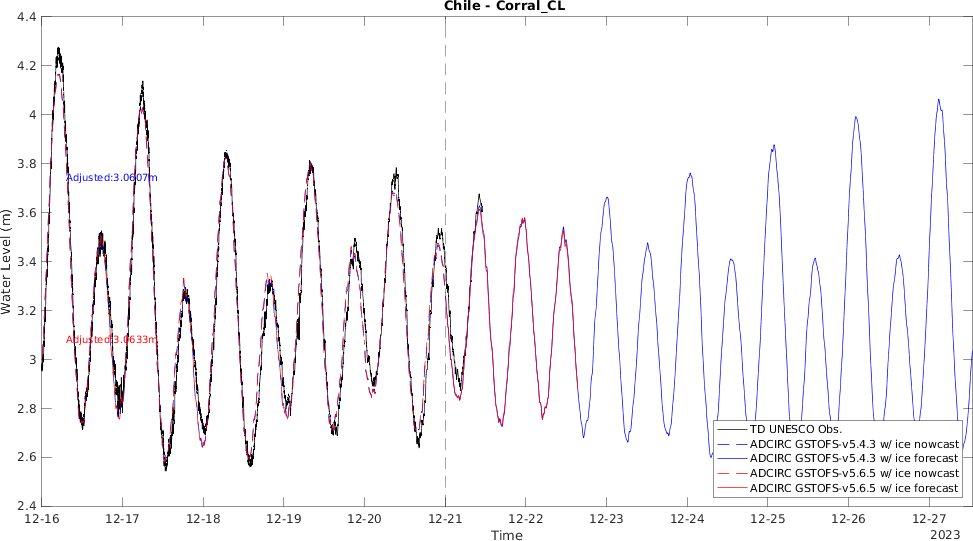 Chile - Corral_CL
4.4
4.2
4
3.8
3.6
3.4
3.2
3
2.8
2.6
2.4
Water Level (m)
Adjusted:3.0607m
Adjusted:3.0633m
TD UNESCO Obs.
ADCIRC GSTOFS-v5.4.3 w/ ice nowcast
ADCIRC GSTOFS-v5.4.3 w/ ice forecast
ADCIRC GSTOFS-v5.6.5 w/ ice nowcast
ADCIRC GSTOFS-v5.6.5 w/ ice forecast
12-16 12-17 12-18 12-19 12-20 12-21 12-22 12-23 12-24 12-25 12-26 12-27
Time
2023